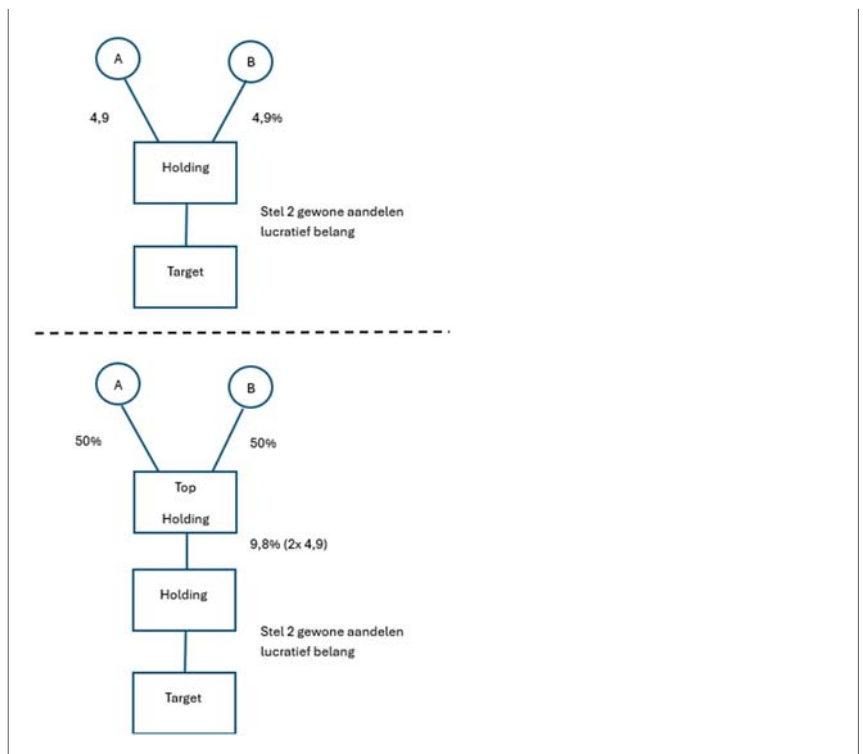 A
B
4,9
4,9%
Holding
Stel 2 gewone aandelen
lucratief belang
Target
A
B
50%
50%
Top
Holding
9,8% (2x 4,9)
Holding
Stel 2 gewone aandelen
lucratief belang
Target